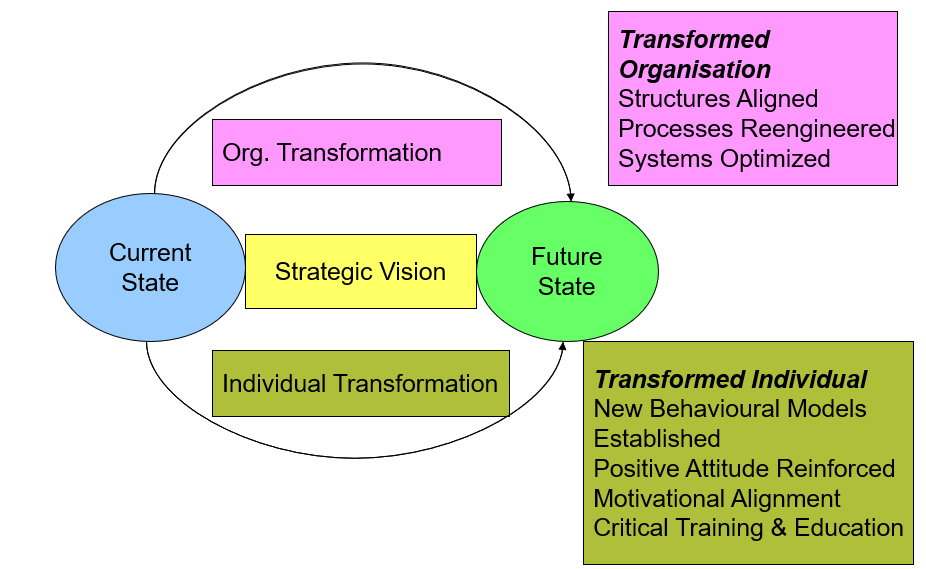 Transformed
Organisation
Structures Aligned
Processes Reengineered
Systems Optimized
Org. Transformation
Current
State
Strategic Vision
Future
State
Individual Transformation
Transformed Individual
New Behavioural Models
Established
Positive Attitude Reinforced
Motivational Alignment
Critical Training & Education